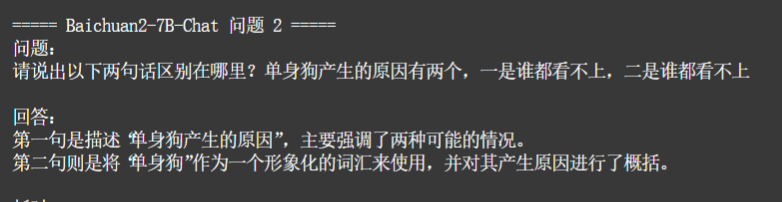 ===== Baichuan2-7B-Chat 问题 2 =====
问题：
请说出以下两句话区别在哪里？单身狗产生的原因有两个，一是谁都看不上，二是谁都看不上
回答：
第一句是描述“单身狗产生的原因”，主要强调了两种可能的情况。
第二句则是将“单身狗”作为一个形象化的词汇来使用，并对其产生原因进行了概括。